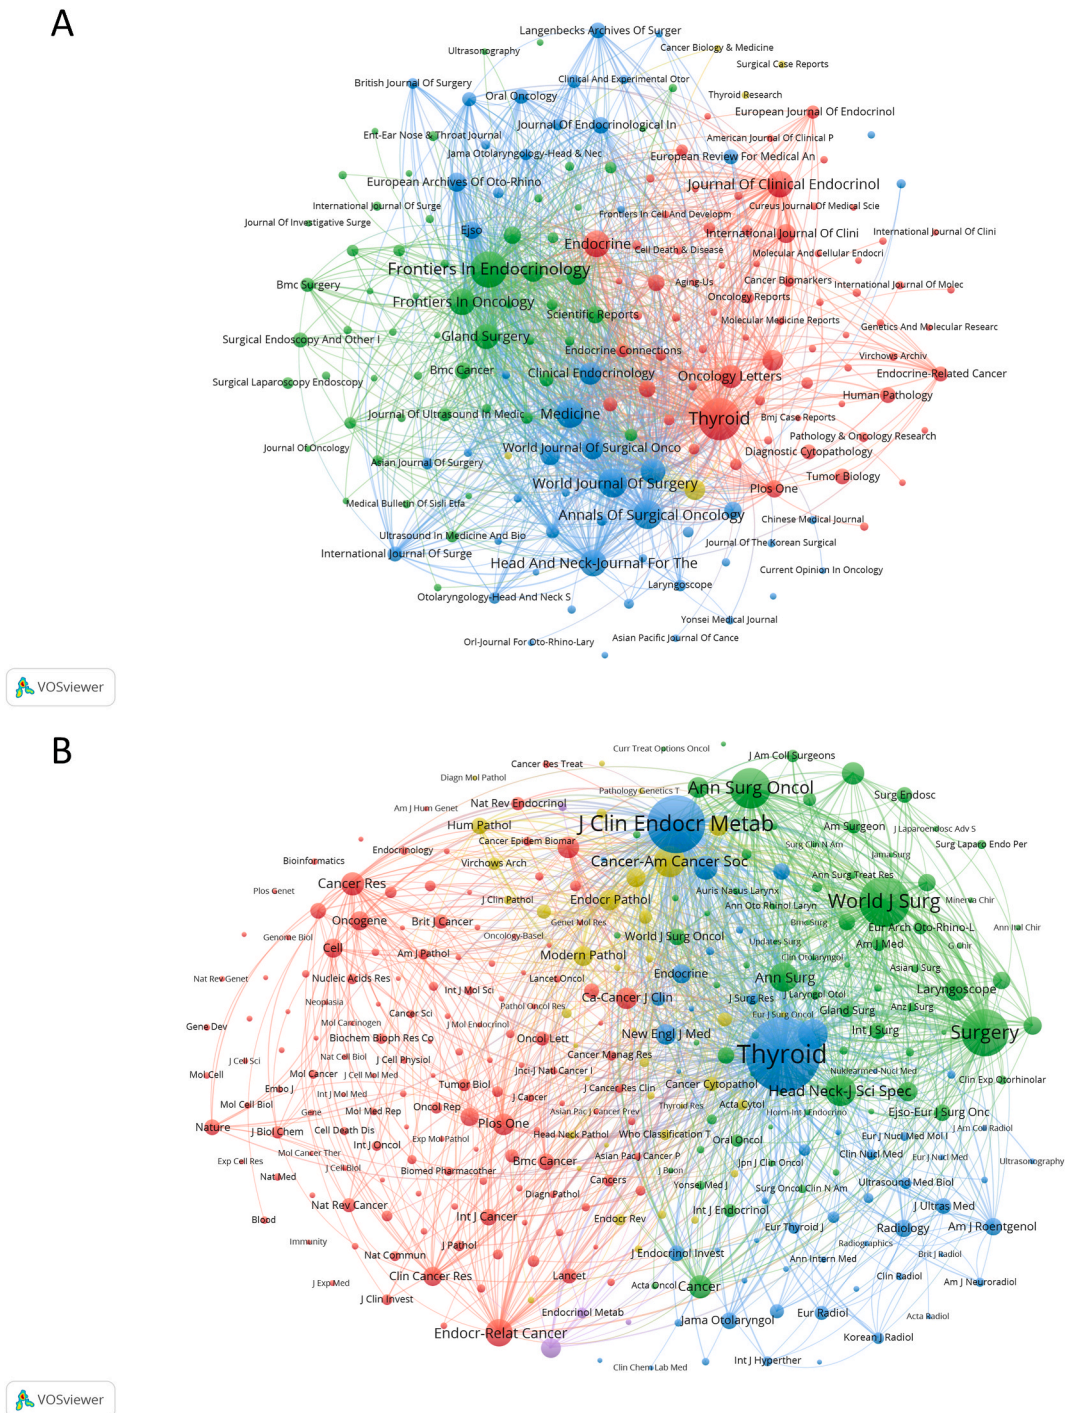 A
Langenbecks Archives Of Surger
Cancer Biology & Medicine
Ultrasonography
Surgical Case Reports
British Journal Of Surgery
Clinical And Experimental Otor
Oral Oncology
Thyroid Research
European Journal Of Endocrinol
Journal Of Endocrinological In
Ent-Ear Nose & Throat Journal
American Journal Of Clinical P
Jama Otolaryngology-Head & Nec
European Review For Medical An
European Archives Of Oto-Rhino
Journal Of Clinical Endocrinol
International Journal Of Surge
Cureus Journal Of Medical Scie
Journal Of Investigative Surge
Frontiers In Cell And Developm
Ejso
International Journal Of Clini
International Journal Of Clini
Endocrine
Cell Death & Disease
Molecular And Cellular Endocri
Frontiers In Endocrinology
Bmc Surgery
Aging-Us
Cancer Biomarkers
International Journal Of Molec
Frontiers In Oncology
Oncology Reports
Scientific Reports
Molecular Medicine Reports
Genetics And Molecular Researc
Surgical Endoscopy And Other I
Gland Surgery
Endocrine Connections
Virchows Archiv
Bmc Cancer
Clinical Endocrinology
Oncology Letters
Endocrine-Related Cancer
Surgical Laparoscopy Endoscopy
Human Pathology
Journal Of Ultrasound In Medic
Medicine
Thyroid
Bmj Case Reports
Pathology & Oncology Research
Journal Of Oncology
World Journal Of Surgical Onco
Diagnostic Cytopathology
Asian Journal Of Surgery
Tumor Biology
World Journal Of Surgery
Plos One
Medical Bulletin Of Sisli Etfa
Annals Of Surgical Oncology
Chinese Medical Journal
Ultrasound In Medicine And Bio
Journal Of The Korean Surgical
International Journal Of Surge
Head And Neck-Journal For The
Current Opinion In Oncology
Laryngoscope
Otolaryngology-Head And Neck S
Yonsei Medical Journal
Orl-Journal For Oto-Rhino-Lary
Asian Pacific Journal Of Cance
VOSviewer
B
Curr Treat Options Oncol
J Am Coll Surgeons
Cancer Res Treat
Diagn Mol Pathol
Pathology Genetics T
Ann Surg Oncol
Surg Endosc
Am J Hum Genet
Nat Rev Endocrinol
Hum Pathol
J Clin Endocr Metab
Am Surgeon
J Laparoendosc Adv S
Cancer Epidem Biomar
Surg Clin N Am
Surg Laparo Endo Per
Endocrinology
Jama Surg
Bioinformatics
Virchows Arch
Cancer-Am Cancer Soc
Ann Surg Treat Res
Cancer Res
Plos Genet
Auris Nasus Larynx
J Clin Pathol
Endocr Pathol
World J Surg
Minerva Chir
Ann Oto Rhinol Laryn
Oncogene
Brit J Cancer
Genet Mol Res
Bmc Surg
Eur Arch Oto-Rhino-L
Ann Ital Chir
Genome Biol
Oncology-Basel
World J Surg Oncol
Updates Surg
Am J Med
G Chir
Cell
Am J Pathol
Modern Pathol
Clin Otolaryngol
Asian J Surg
Nat Rev Genet
Nucleic Acids Res
Lancet Oncol
Endocrine
Ann Surg
Int J Mol Sci
Ca-Cancer J Clin
J Surg Res
J Laryngol Otol
Laryngoscope
Neoplasia
Pathol Oncol Res
Gland Surg
Anz J Surg
Cancer Sci
Eur J Surg Oncol
Gene Dev
Mol Carcinogen
J Mol Endocrinol
New Engl J Med
Int J Surg
Surgery
Biochem Bioph Res Co
Oncol Lett
Nat Cell Biol
J Cell Sci
J Cell Physiol
Cancer Manag Res
Thyroid
Mol Cell
Mol Cancer
J Cell Mol Med
Jnci-J Natl Cancer I
Nuklearmed-Nucl Med
Clin Exp Otorhinolar
Embo J
Int J Mol Med
Tumor Biol
J Cancer Res Clin
Cancer Cytopathol
Head Neck-J Sci Spec
J Cancer
Mol Cell Biol
Gene
Mol Med Rep
Oncol Rep
Asian Pac J Cancer Prev
Thyroid Res
Acta Cytol
Horm-Int J Endocrino
Ejso-Eur J Surg Onc
Nature
J Biol Chem
Cell Death Dis
Plos One
J Am Coll Radiol
Int J Oncol
Exp Mol Pathol
Head Neck Pathol
Who Classification T
Oral Oncol
Eur J Nucl Med Mol I
Mol Cancer Ther
Clin Nucl Med
Eur J Nucl Med
Exp Cell Res
J Cell Biol
Bmc Cancer
Asian Pac J Cancer P
Jpn J Clin Oncol
Ultrasonography
Nat Med
Biomed Pharmacother
J Buon
Cancers
Yonsei Med J
Surg Oncol Clin N Am
Ultrasound Med Biol
Diagn Pathol
Nat Rev Cancer
J Ultras Med
Blood
Int J Cancer
Endocr Rev
Int J Endocrinol
Eur Thyroid J
Radiology
Am J Roentgenol
Immunity
J Pathol
Radiographics
Nat Commun
J Endocrinol Invest
Ann Intern Med
Brit J Radiol
J Exp Med
Clin Cancer Res
Lancet
Acta Oncol
Cancer
Clin Radiol
Am J Neuroradiol
J Clin Invest
Endocrinol Metab
Eur Radiol
Acta Radiol
Jama Otolaryngol
Endocr-Relat Cancer
Korean J Radiol
Clin Chem Lab Med
Int J Hyperther
VOSviewer